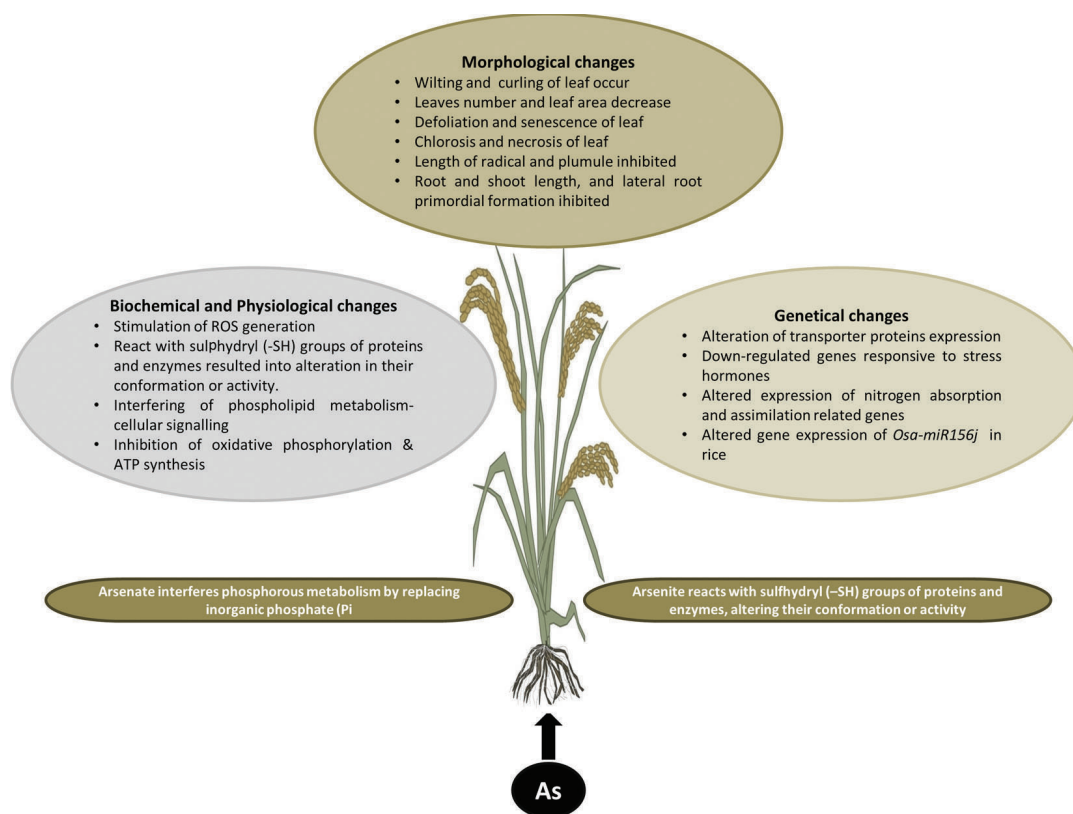 Morphological changes
• Wilting and curling of leaf occur
• Leaves number and leaf area decrease
• Defoliation and senescence of leaf
• Chlorosis and necrosis of leaf
• Length of radical and plumule inhibited
• Root and shoot length, and lateral root
primordial formation ihibited
Biochemical and Physiological changes
• Stimulation of ROS generation
• React with sulphydryl (-SH) groups of proteins
and enzymes resulted into alteration in their
conformation or activity.
• Interfering of phospholipid metabolism-
cellular signalling
• Inhibition of oxidative phosphorylation &
ATP synthesis
Genetical changes
• Alteration of transporter proteins expression
• Down-regulated genes responsive to stress
hormones
• Altered expression of nitrogen absorption
and assimilation related genes
• Altered gene expression of Osa-miR156j in
rice
Arsenate interferes phosphorous metabolism by replacing
inorganic phosphate (Pi
Arsenite reacts with sulfhydryl (–SH) groups of proteins and
enzymes, altering their conformation or activity
As